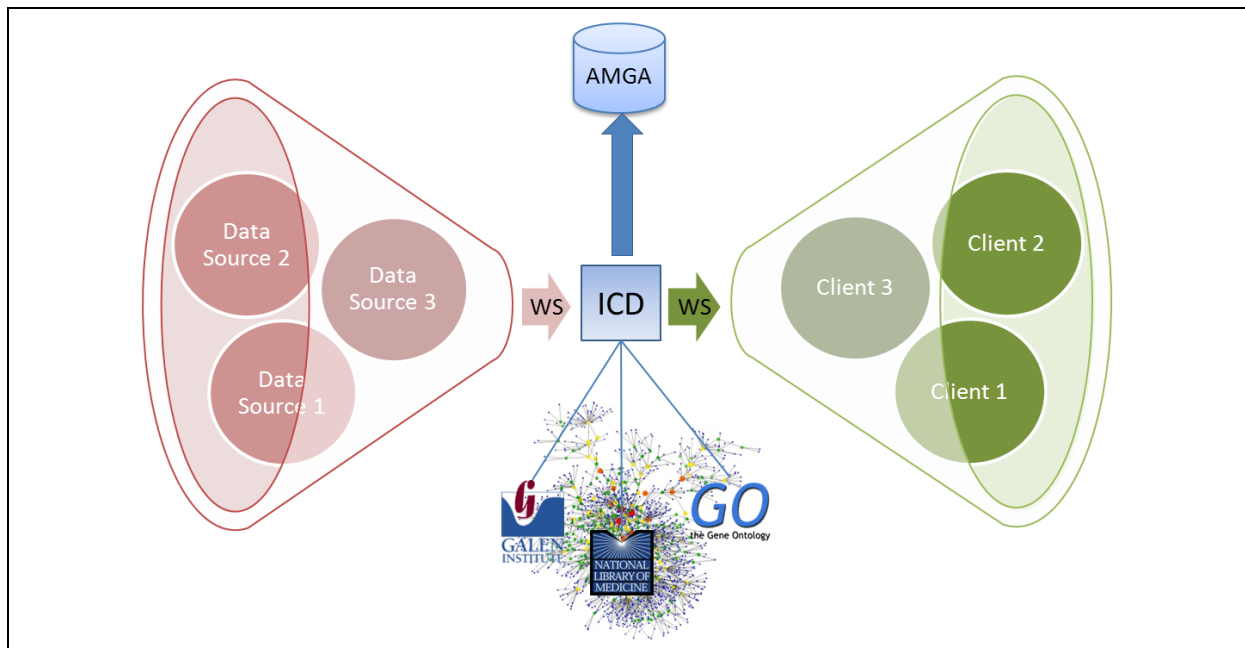 AMGA
Data
Source 2
Data
Source 3
Data
Source 1
WS
ICD
WS
Client 2
Client 3
Client 1
GALEN
INSTITUTE
NATIONAL
LIBRARY OF
MEDICINE
GO
the Gene Ontology